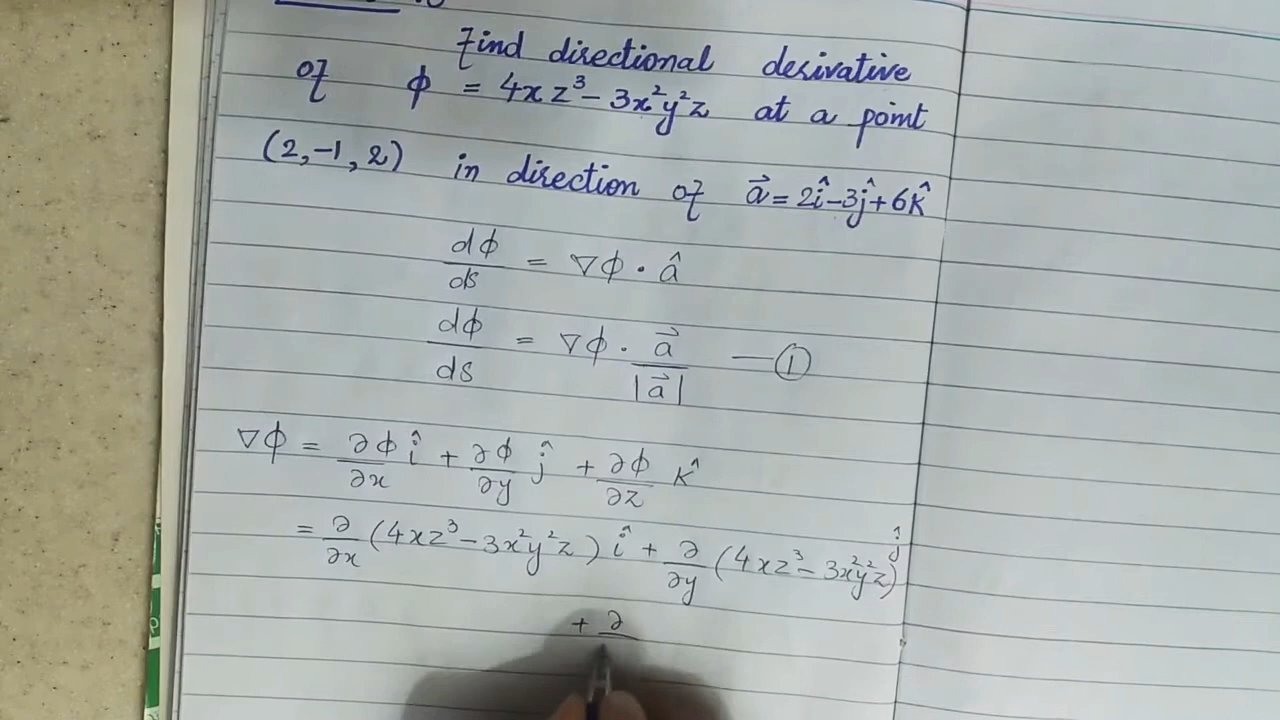 Find directional derivative
of ϕ = 4xz³ − 3x²y²z at a point
(2, −1, 2) in direction of a⃗ = 2î − 3ĵ + 6k̂
dϕ/ds = ∇ϕ · â
dϕ/ds = ∇ϕ · a⃗/|a⃗| —①
∇ϕ = ∂ϕ/∂x î + ∂ϕ/∂y ĵ + ∂ϕ/∂z k̂
= ∂/∂x (4xz³ − 3x²y²z) î + ∂/∂y (4xz³ − 3x²y²z) ĵ
+ ∂